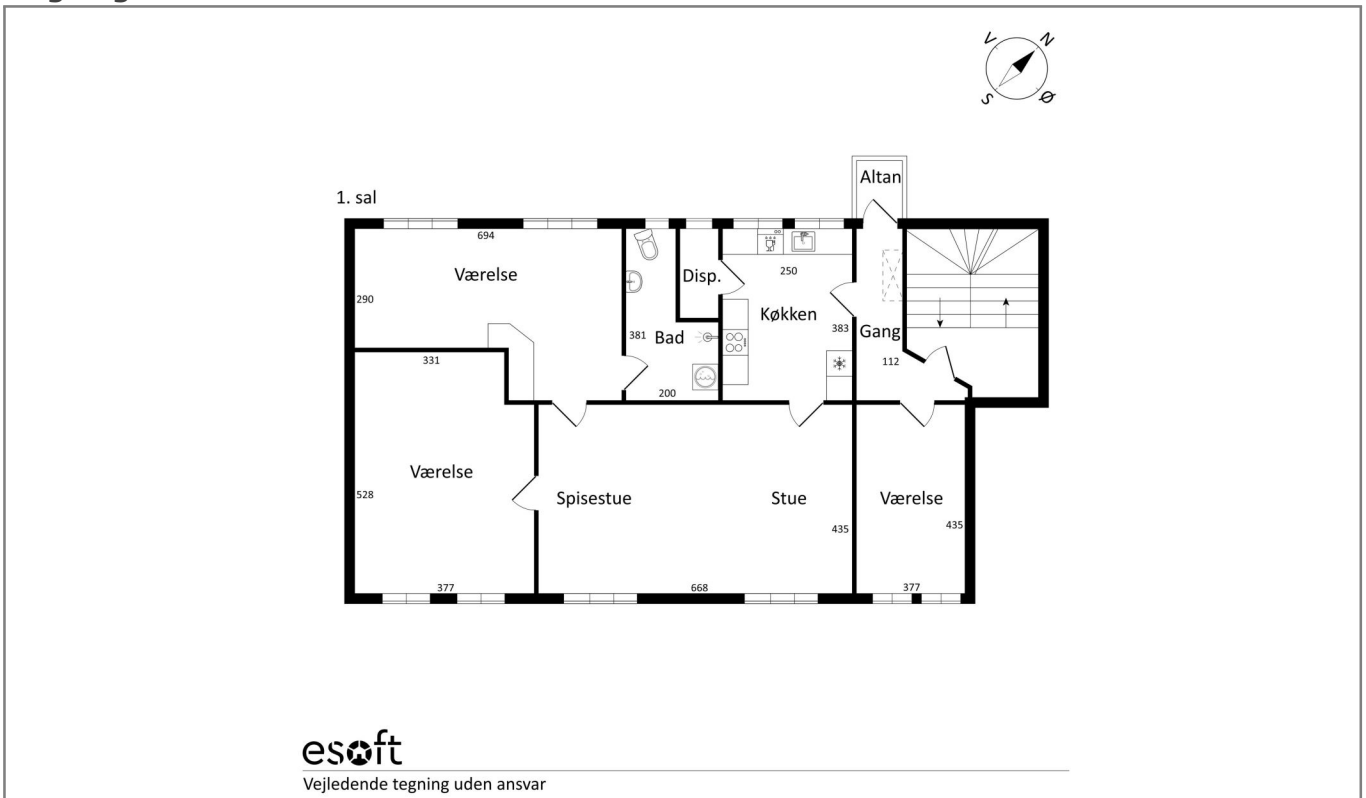 V
N
S
Ø
Altan
1. sal
694
Værelse
290
331
Disp.
250
Køkken
381
Bad
383
Gang
112
200
Værelse
528
377
Spisestue
Stue
435
668
Værelse
435
377
esoft
Vejledende tegning uden ansvar